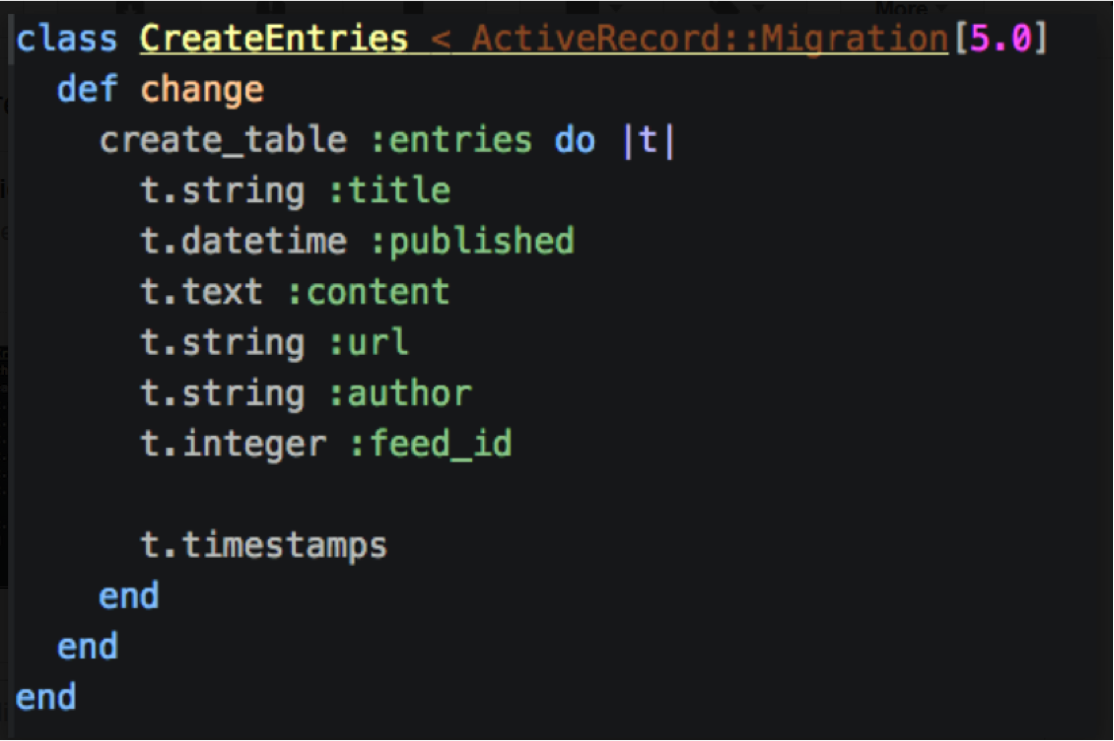 More
class CreateEntries < ActiveRecord::Migration[5.0]
  def change
    create_table :entries do |t|
      t.string :title
      t.datetime :published
      t.text :content
      t.string :url
      t.string :author
      t.integer :feed_id

      t.timestamps
    end
  end
end